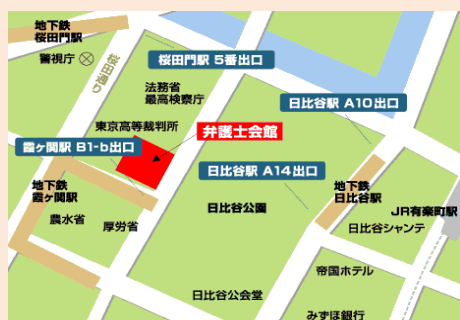 地下鉄
桜田門駅
警視庁
桜田通り
桜田門駅 5番出口
法務省
最高検察庁
日比谷駅 A10出口
東京高等裁判所
弁護士会館
霞ヶ関駅 B1-b出口
日比谷駅 A14出口
地下鉄
霞ヶ関駅
地下鉄
日比谷駅
農水省
厚労省
日比谷公園
JR有楽町駅
日比谷シャンテ
帝国ホテル
日比谷公会堂
みずほ銀行